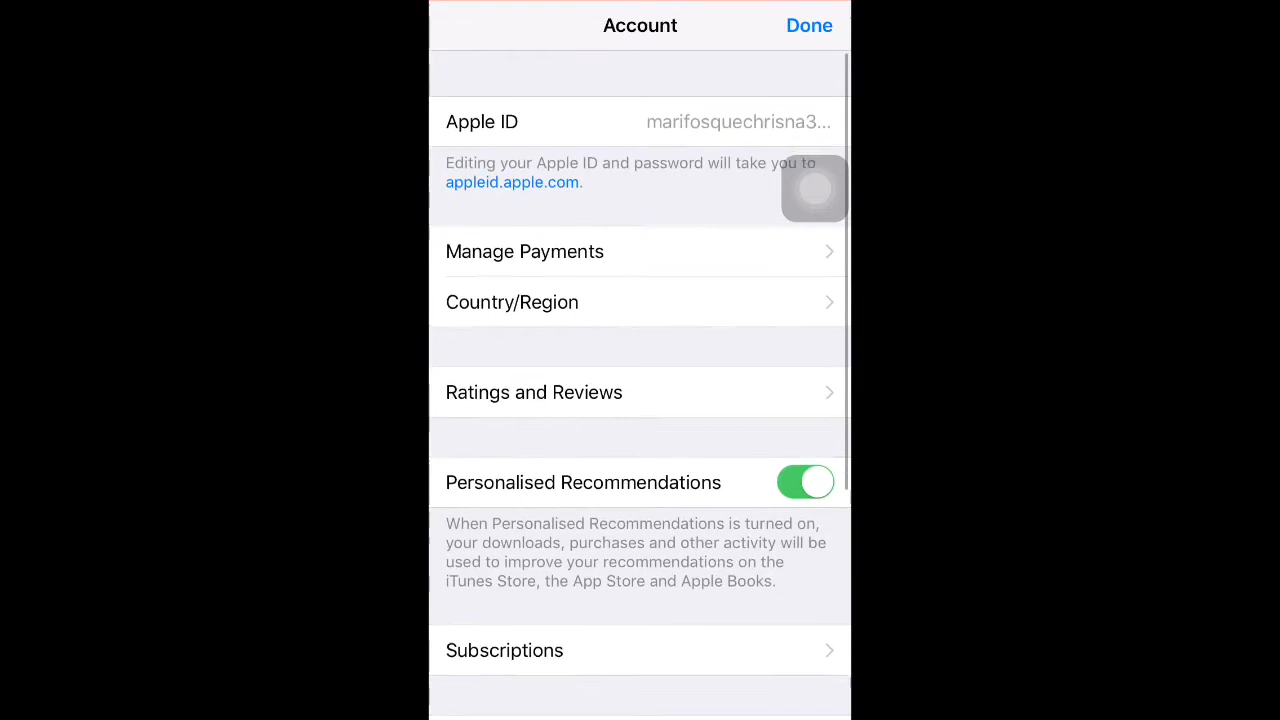 Account
Done
Apple ID
marifosquechrisna3...
Editing your Apple ID and password will take you to
appleid.apple.com.
Manage Payments
Country/Region
Ratings and Reviews
Personalised Recommendations
When Personalised Recommendations is turned on,
your downloads, purchases and other activity will be
used to improve your recommendations on the
iTunes Store, the App Store and Apple Books.
Subscriptions